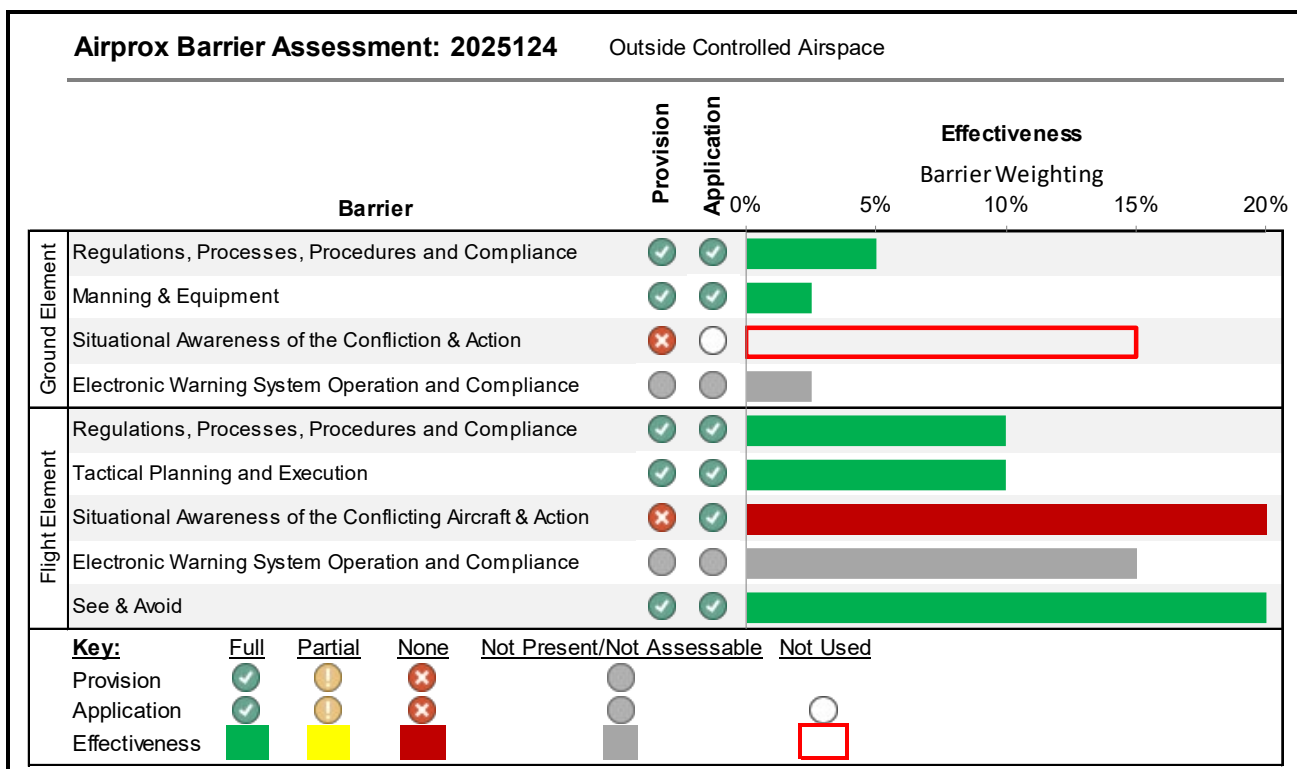 Airprox Barrier Assessment: 2025124 Outside Controlled Airspace
Provision
Application
Effectiveness
Barrier Weighting
Barrier
0% 5% 10% 15% 20%
Ground Element
Regulations, Processes, Procedures and Compliance
Manning & Equipment
Situational Awareness of the Confliction & Action
Electronic Warning System Operation and Compliance
Flight Element
Regulations, Processes, Procedures and Compliance
Tactical Planning and Execution
Situational Awareness of the Conflicting Aircraft & Action
Electronic Warning System Operation and Compliance
See & Avoid
Key: Full Partial None Not Present/Not Assessable Not Used
Provision
Application
Effectiveness